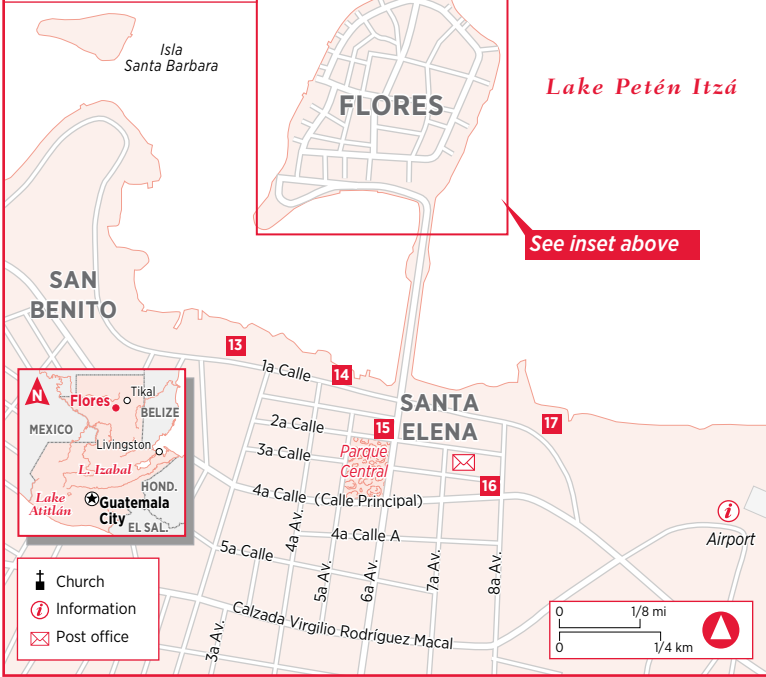 Isla
Santa Barbara
FLORES
Lake Petén Itzá
See inset above
SAN
BENITO
13
1a Calle
14
SANTA
ELENA
17
2a Calle
15
3a Calle
Parque
Central
16
4a Calle (Calle Principal)
4a Calle A
4a Av.
5a Calle
5a Av.
6a Av.
7a Av.
8a Av.
3a Av.
Calzada Virgilio Rodríguez Macal
i
Airport
N
Flores
Tikal
BELIZE
MEXICO
Livingston
L. Izabal
HOND.
Lake
Atitlán
Guatemala
City
EL SAL.
Church
i Information
Post office
0 1/8 mi
0 1/4 km